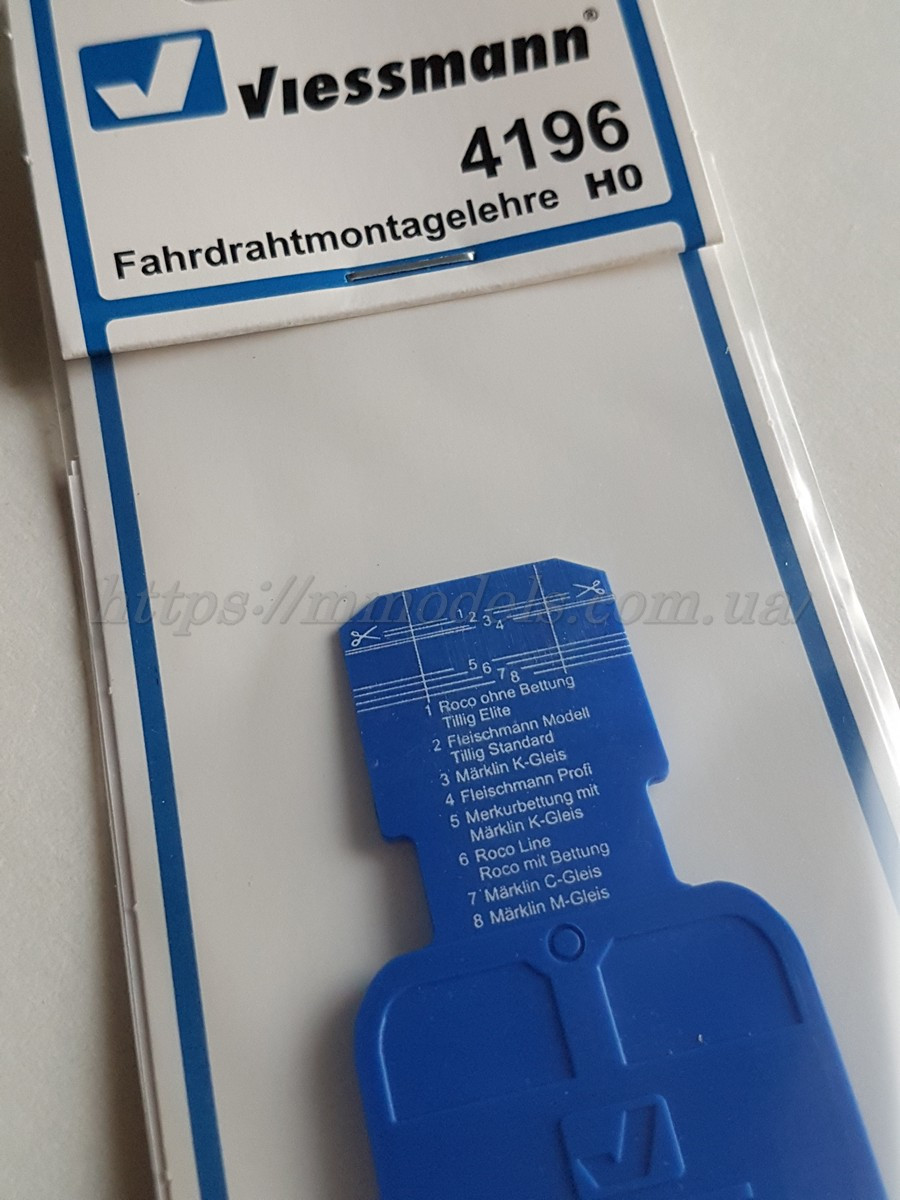 Viessmann®
4196
Fahrdrahtmontagelehre H0
https://mmodels.com.ua/
1 2 3 4
5 6 7 8
1 Roco ohne Bettung
Tillig Elite
2 Fleischmann Modell
Tillig Standard
3 Märklin K-Gleis
4 Fleischmann Profi
5 Merkurbettung mit
Märklin K-Gleis
6 Roco Line
Roco mit Bettung
7 Märklin C-Gleis
8 Märklin M-Gleis